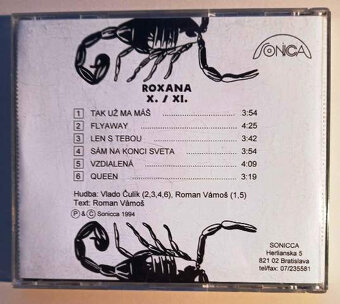 SONICA
ROXANA
X. / XI.
1 TAK UŽ MA MÁŠ 3:54
2 FLYAWAY 4:25
3 LEN S TEBOU 3:42
4 SÁM NA KONCI SVETA 3:54
5 VZDIALENÁ 4:09
6 QUEEN 3:19
Hudba: Vlado Čulík (2,3,4,6), Roman Vámoš (1,5)
Text: Roman Vámoš
Ⓟ & Ⓒ Sonicca 1994
SONICCA
Herlianska 5
821 02 Bratislava
tel/fax: 07/235581